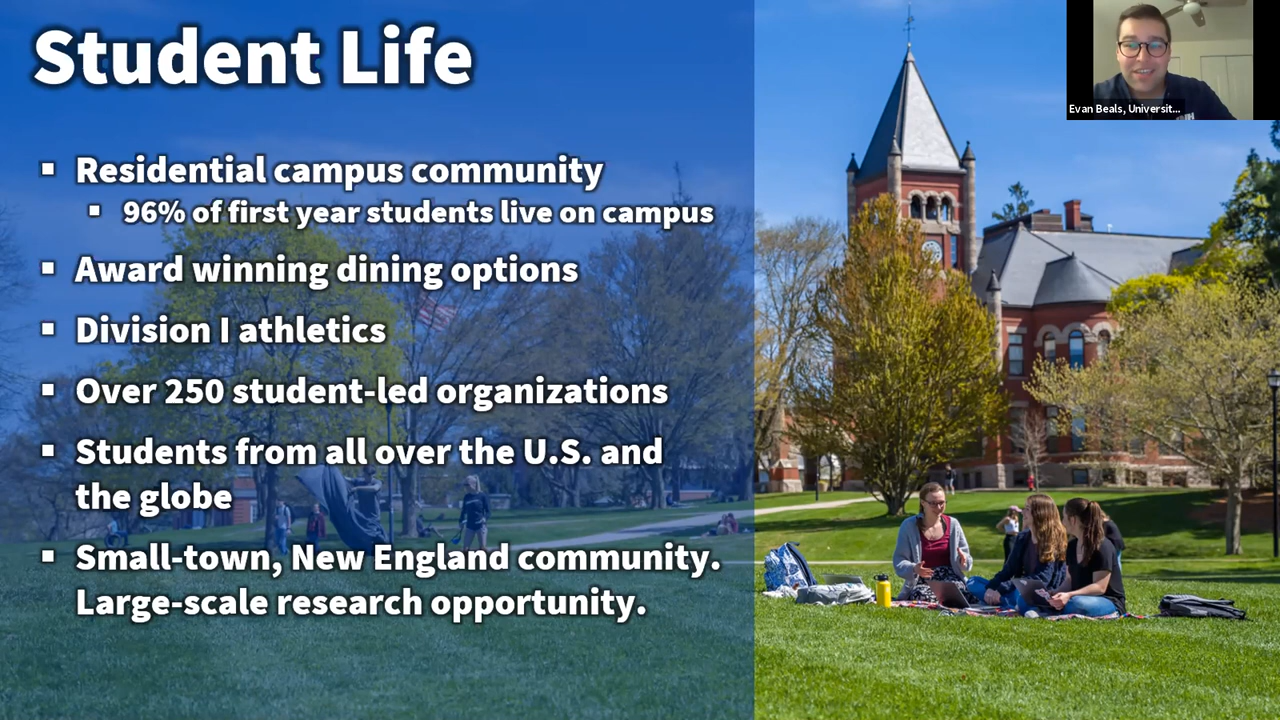 Student Life
Evan Beals, Universit...
▪ Residential campus community
▪ 96% of first year students live on campus
▪ Award winning dining options
▪ Division I athletics
▪ Over 250 student-led organizations
▪ Students from all over the U.S. and
the globe
▪ Small-town, New England community.
Large-scale research opportunity.